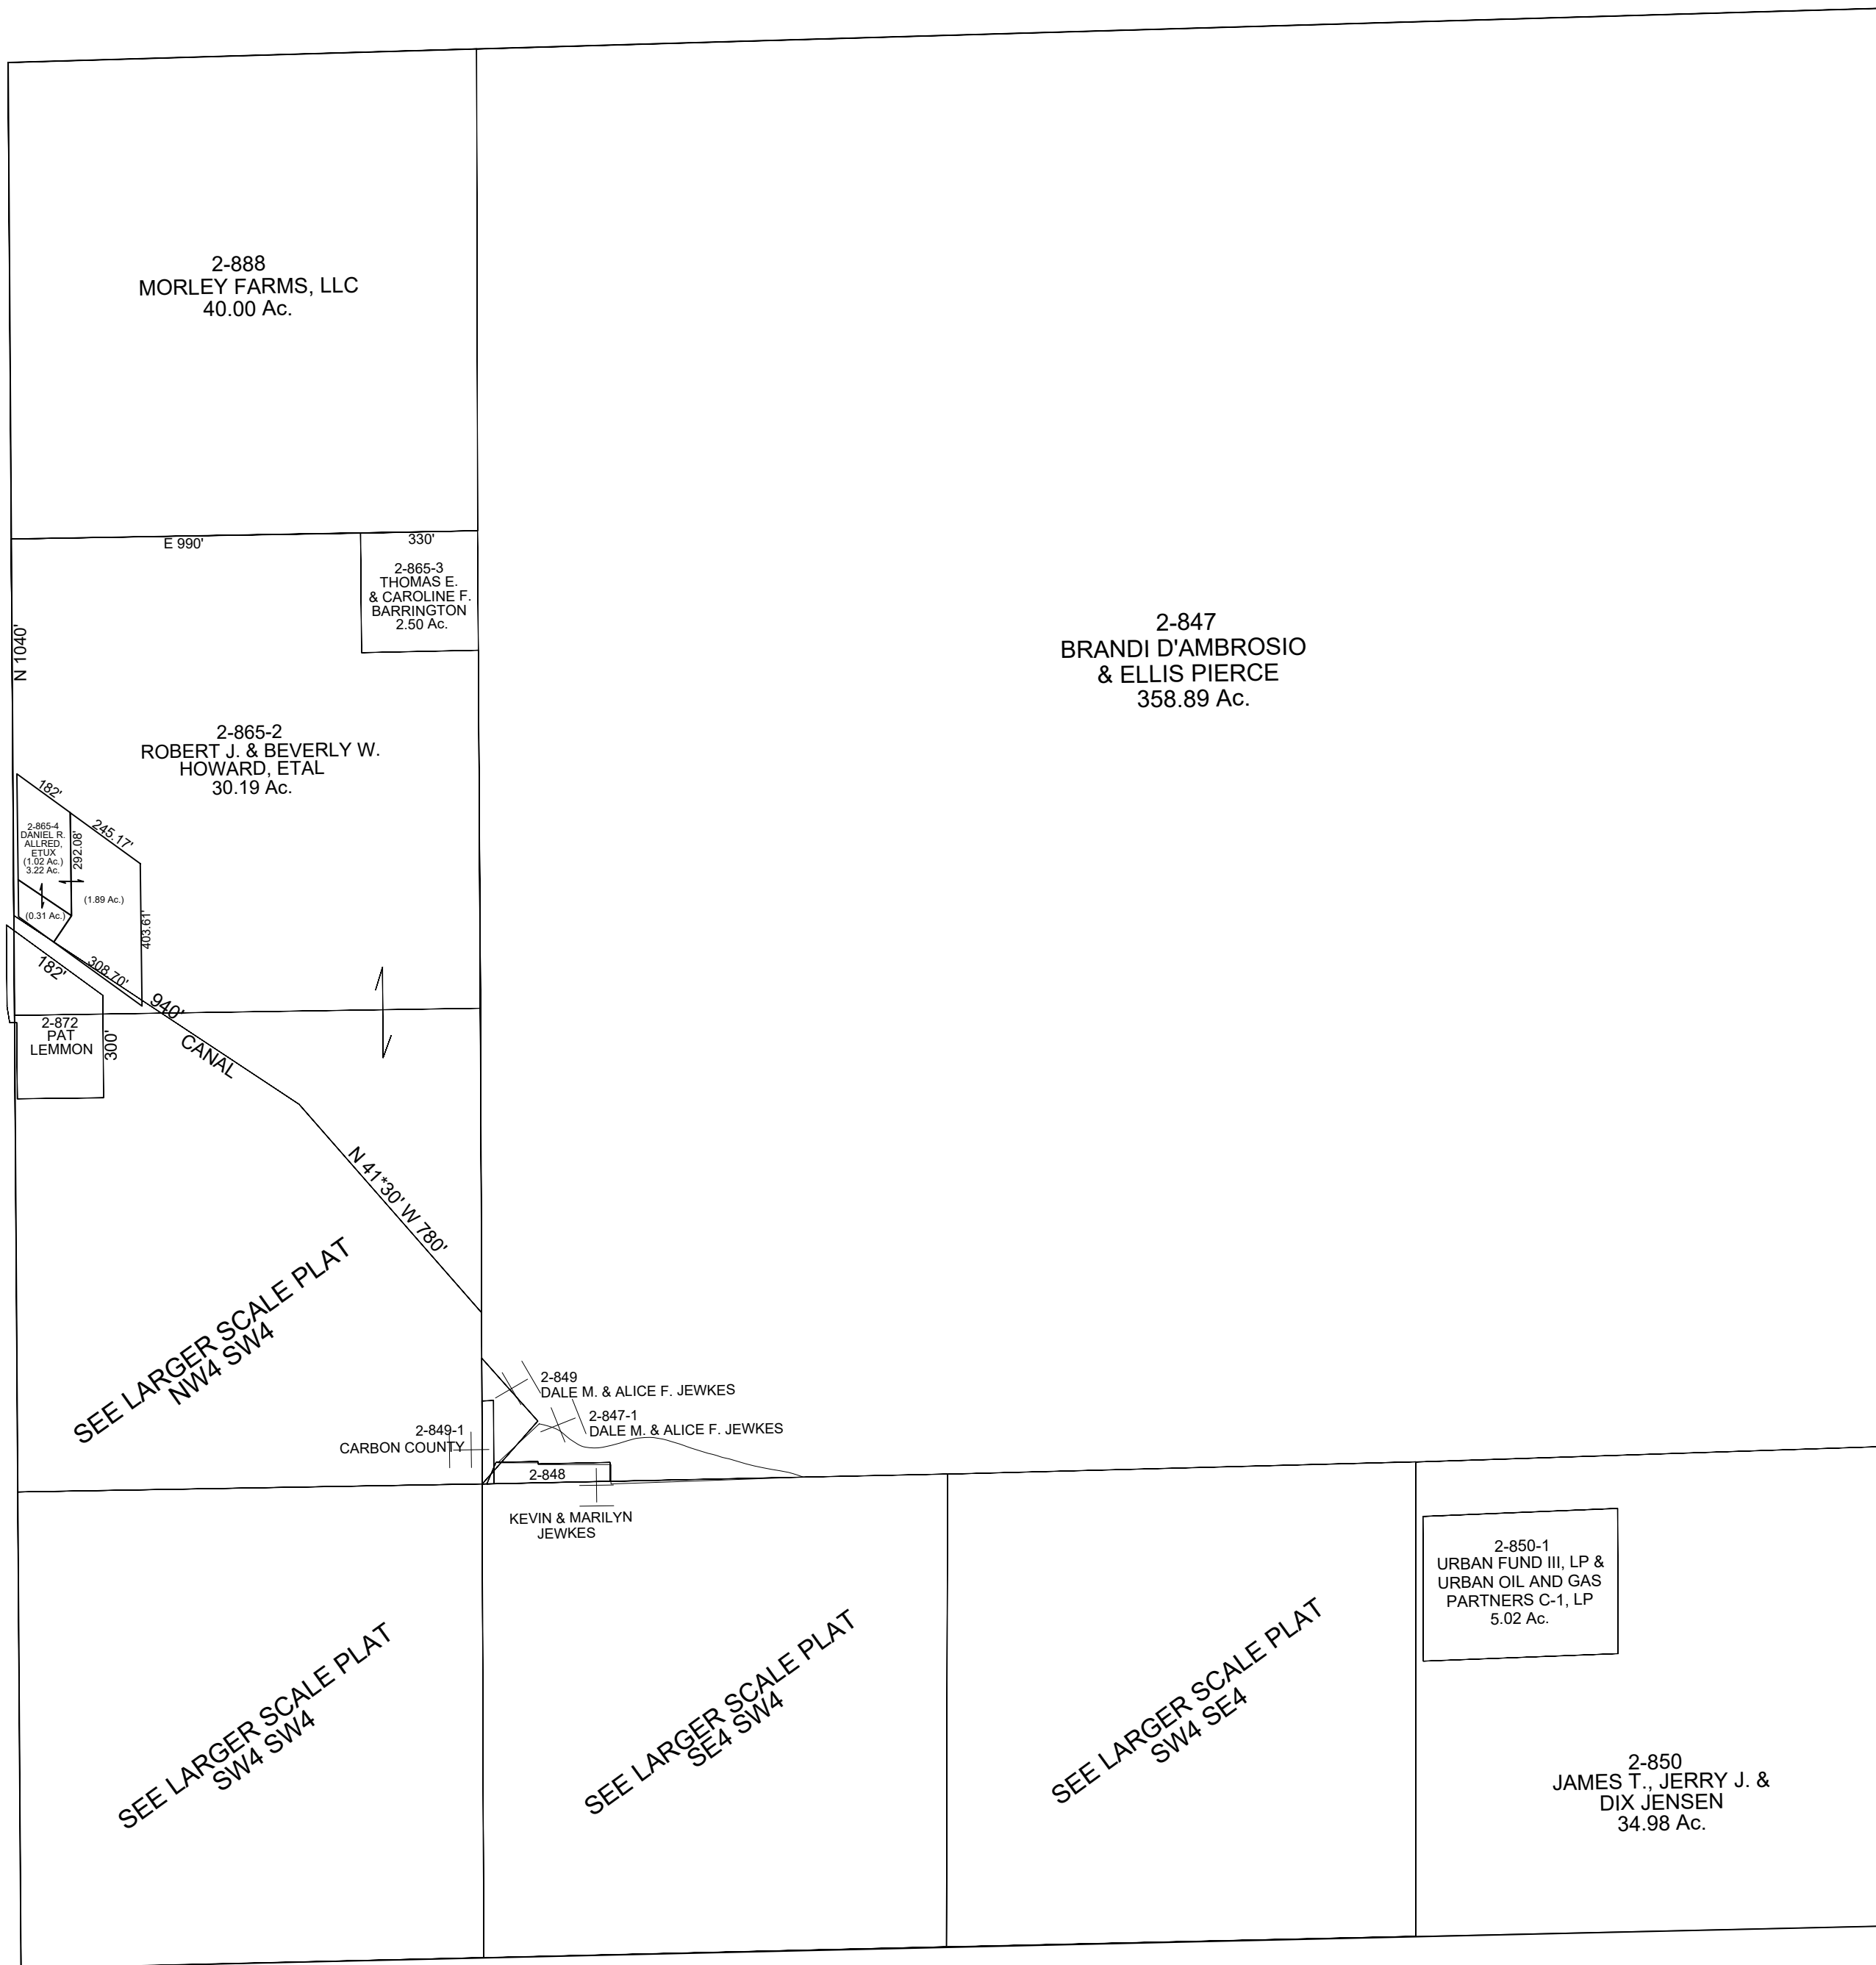 2-888
MORLEY FARMS, LLC
40.00 Ac.
E 990'
330'
2-865-3
THOMAS E.
& CAROLINE F.
BARRINGTON
2.50 Ac.
N 1040'
2-847
BRANDI D'AMBROSIO
& ELLIS PIERCE
358.89 Ac.
2-865-2
ROBERT J. & BEVERLY W.
HOWARD, ETAL
30.19 Ac.
182'
245.17'
2-865-4
DANIEL R.
ALLRED,
ETUX
(1.02 Ac.)
3.22 Ac.
292.08'
(1.89 Ac.)
(0.31 Ac.)
403.61'
182'
308.70'
940'
CANAL
2-872
PAT
LEMMON
300'
N 41*30' W 780'
SEE LARGER SCALE PLAT
NW4 SW4
2-849
DALE M. & ALICE F. JEWKES
2-847-1
DALE M. & ALICE F. JEWKES
2-849-1
CARBON COUNTY
2-848
KEVIN & MARILYN
JEWKES
2-850-1
URBAN FUND III, LP &
URBAN OIL AND GAS
PARTNERS C-1, LP
5.02 Ac.
SEE LARGER SCALE PLAT
SW4 SW4
SEE LARGER SCALE PLAT
SE4 SW4
SEE LARGER SCALE PLAT
SW4 SE4
2-850
JAMES T., JERRY J. &
DIX JENSEN
34.98 Ac.